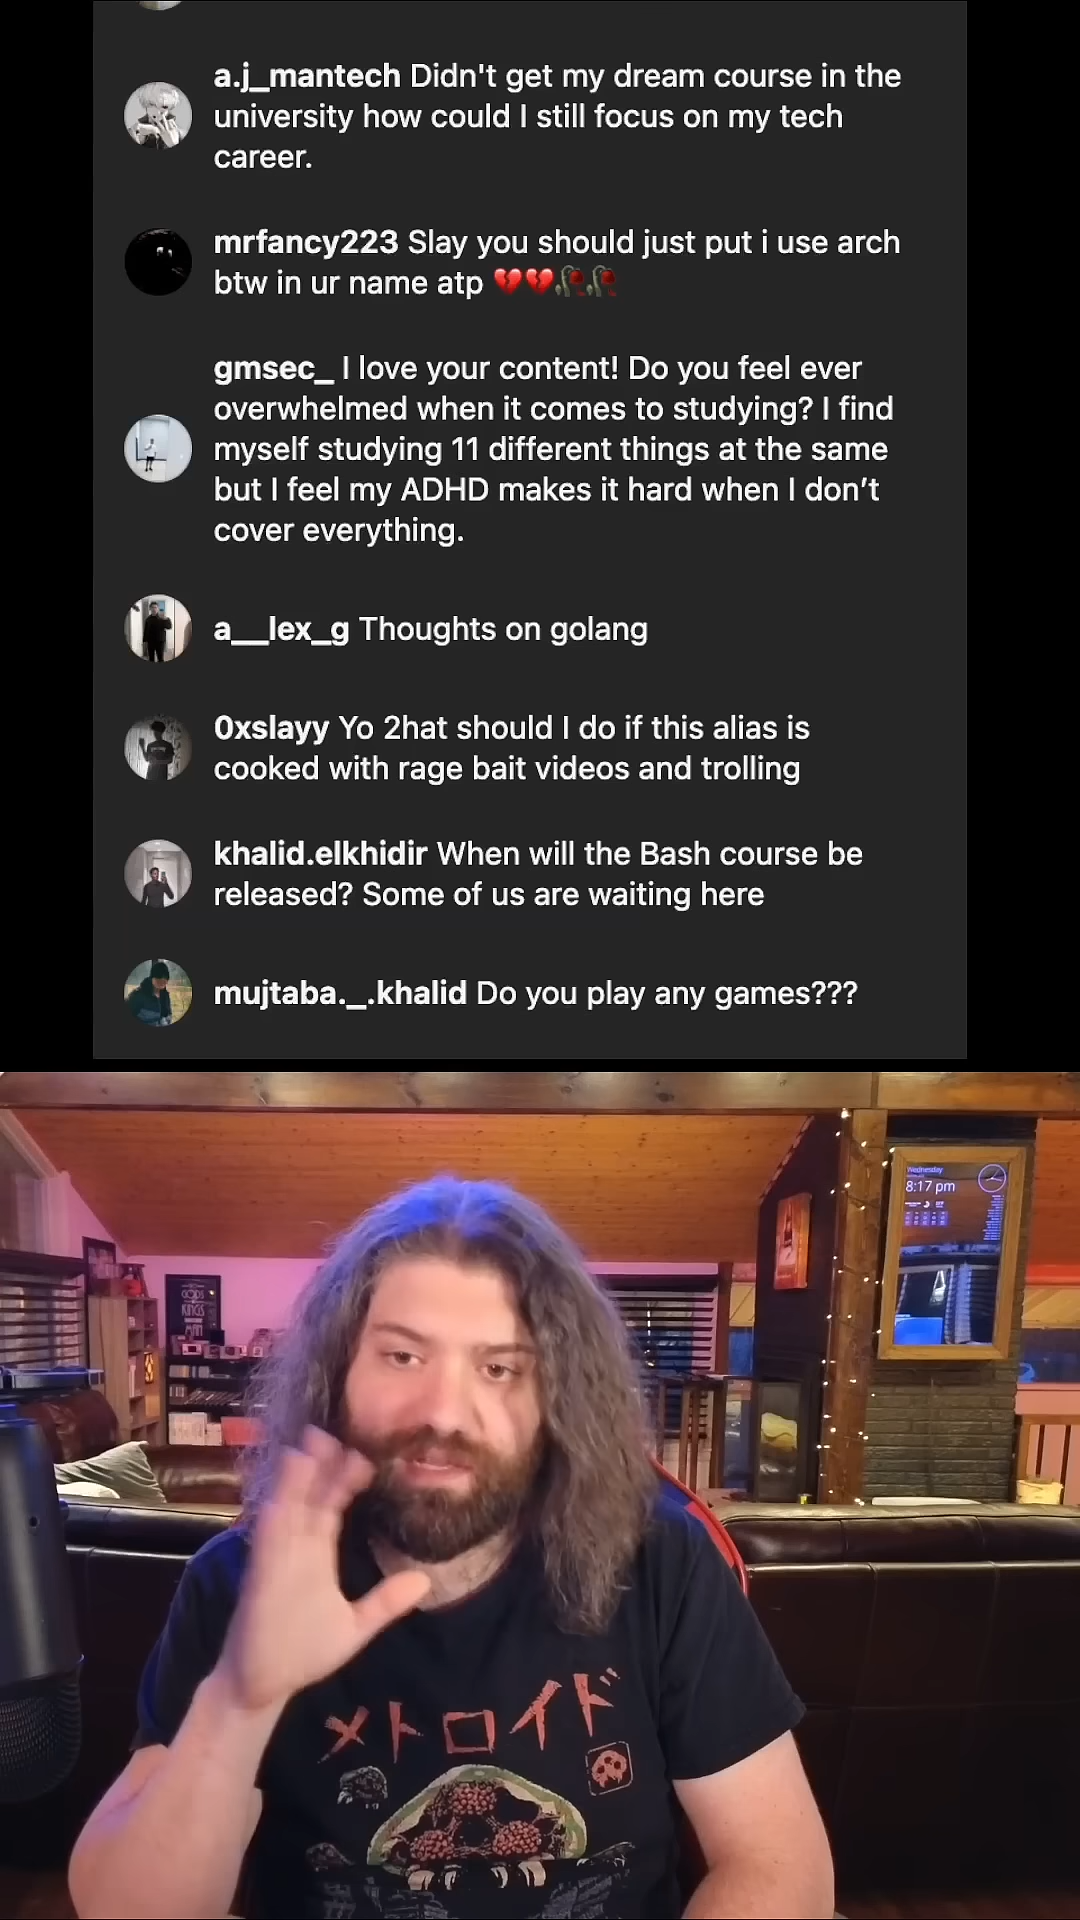 a.j_mantech Didn't get my dream course in the
university how could I still focus on my tech
career.
mrfancy223 Slay you should just put i use arch
btw in ur name atp 💔💔🥀🥀
gmsec_ I love your content! Do you feel ever
overwhelmed when it comes to studying? I find
myself studying 11 different things at the same
but I feel my ADHD makes it hard when I don't
cover everything.
a__lex_g Thoughts on golang
0xslayy Yo 2hat should I do if this alias is
cooked with rage bait videos and trolling
khalid.elkhidir When will the Bash course be
released? Some of us are waiting here
mujtaba._.khalid Do you play any games???
Wednesday
8:17 pm
GODS
KINGS
MAN
メトロイド